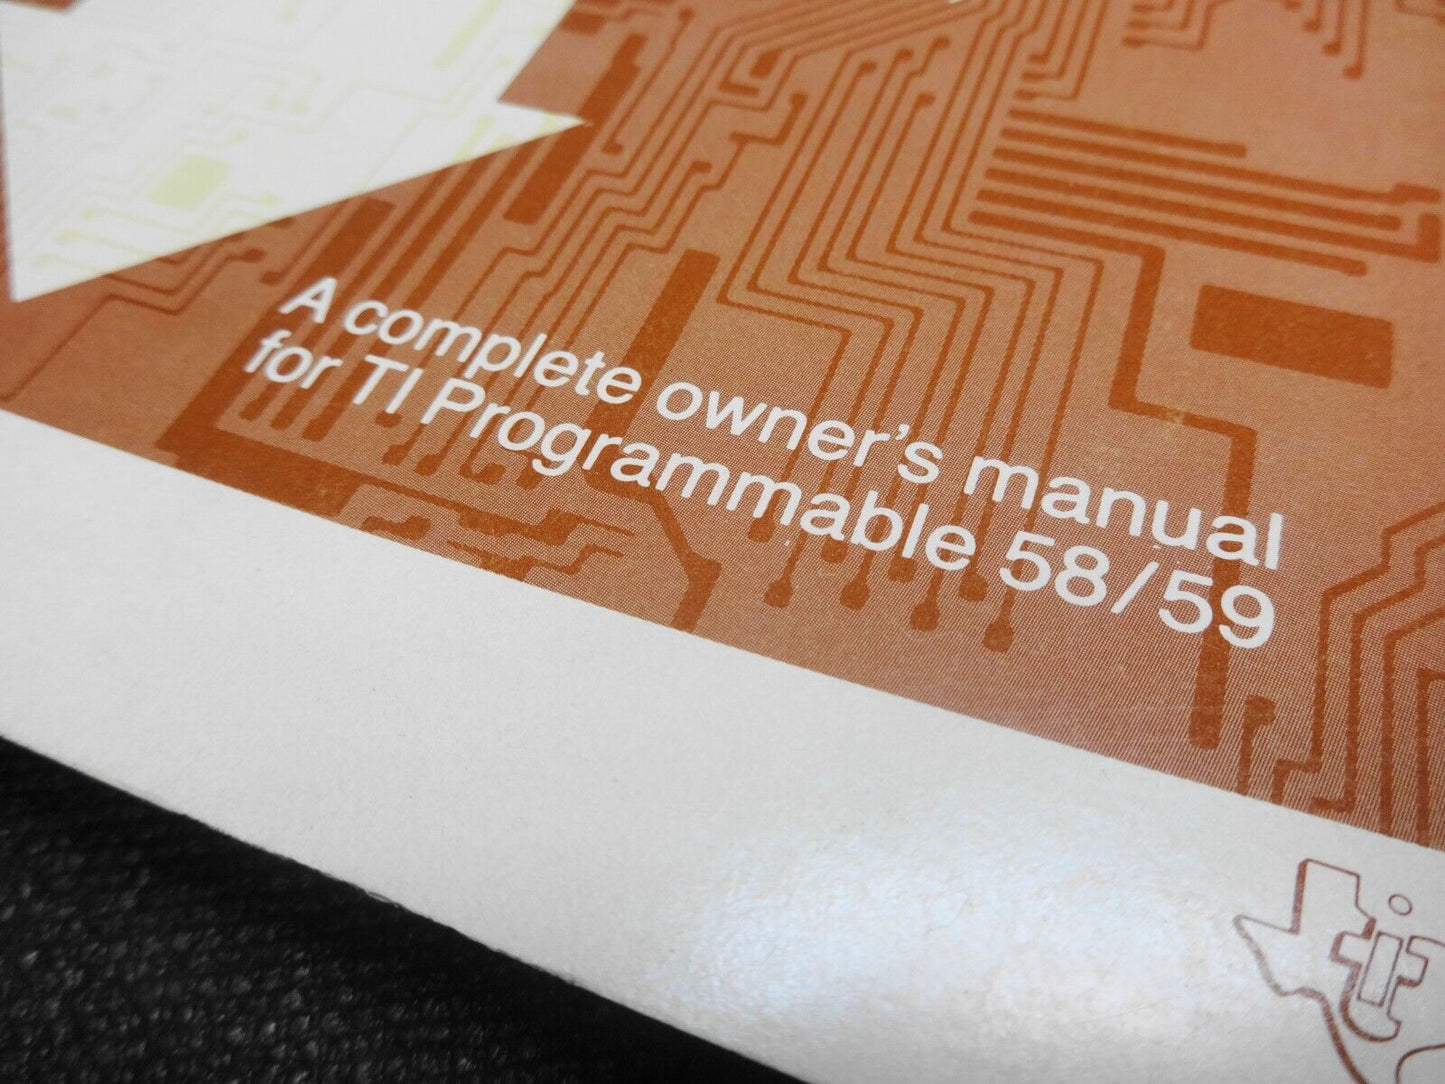 A complete owner's manual
for TI Programmable 58/59